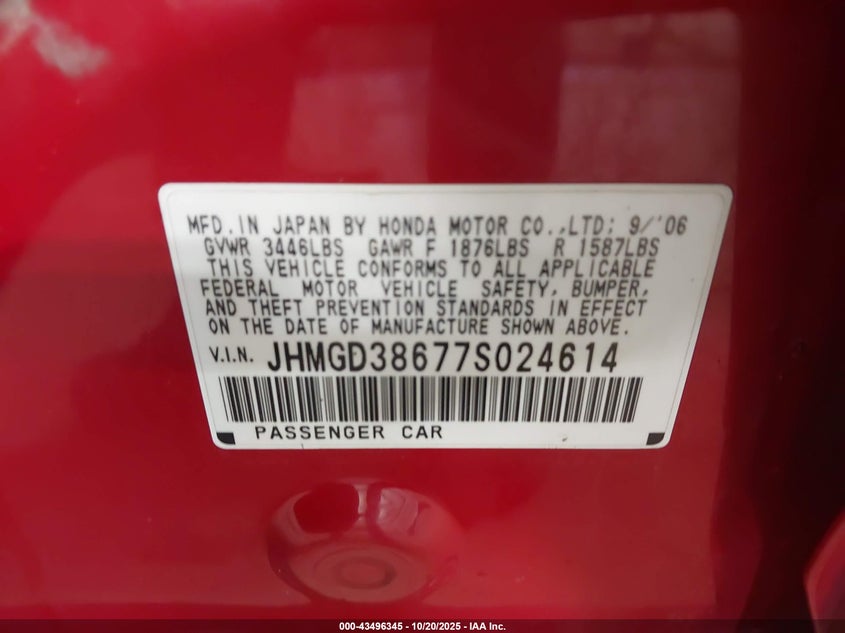 MFD. IN JAPAN BY HONDA MOTOR CO.,LTD: 9/'06
GVWR 3446LBS GAWR F 1876LBS R 1587LBS
THIS VEHICLE CONFORMS TO ALL APPLICABLE
FEDERAL MOTOR VEHICLE SAFETY, BUMPER,
AND THEFT PREVENTION STANDARDS IN EFFECT
ON THE DATE OF MANUFACTURE SHOWN ABOVE.
V.I.N. JHMGD38677S024614
PASSENGER CAR
000-43496345 | 10/20/2025 - IAA Inc.